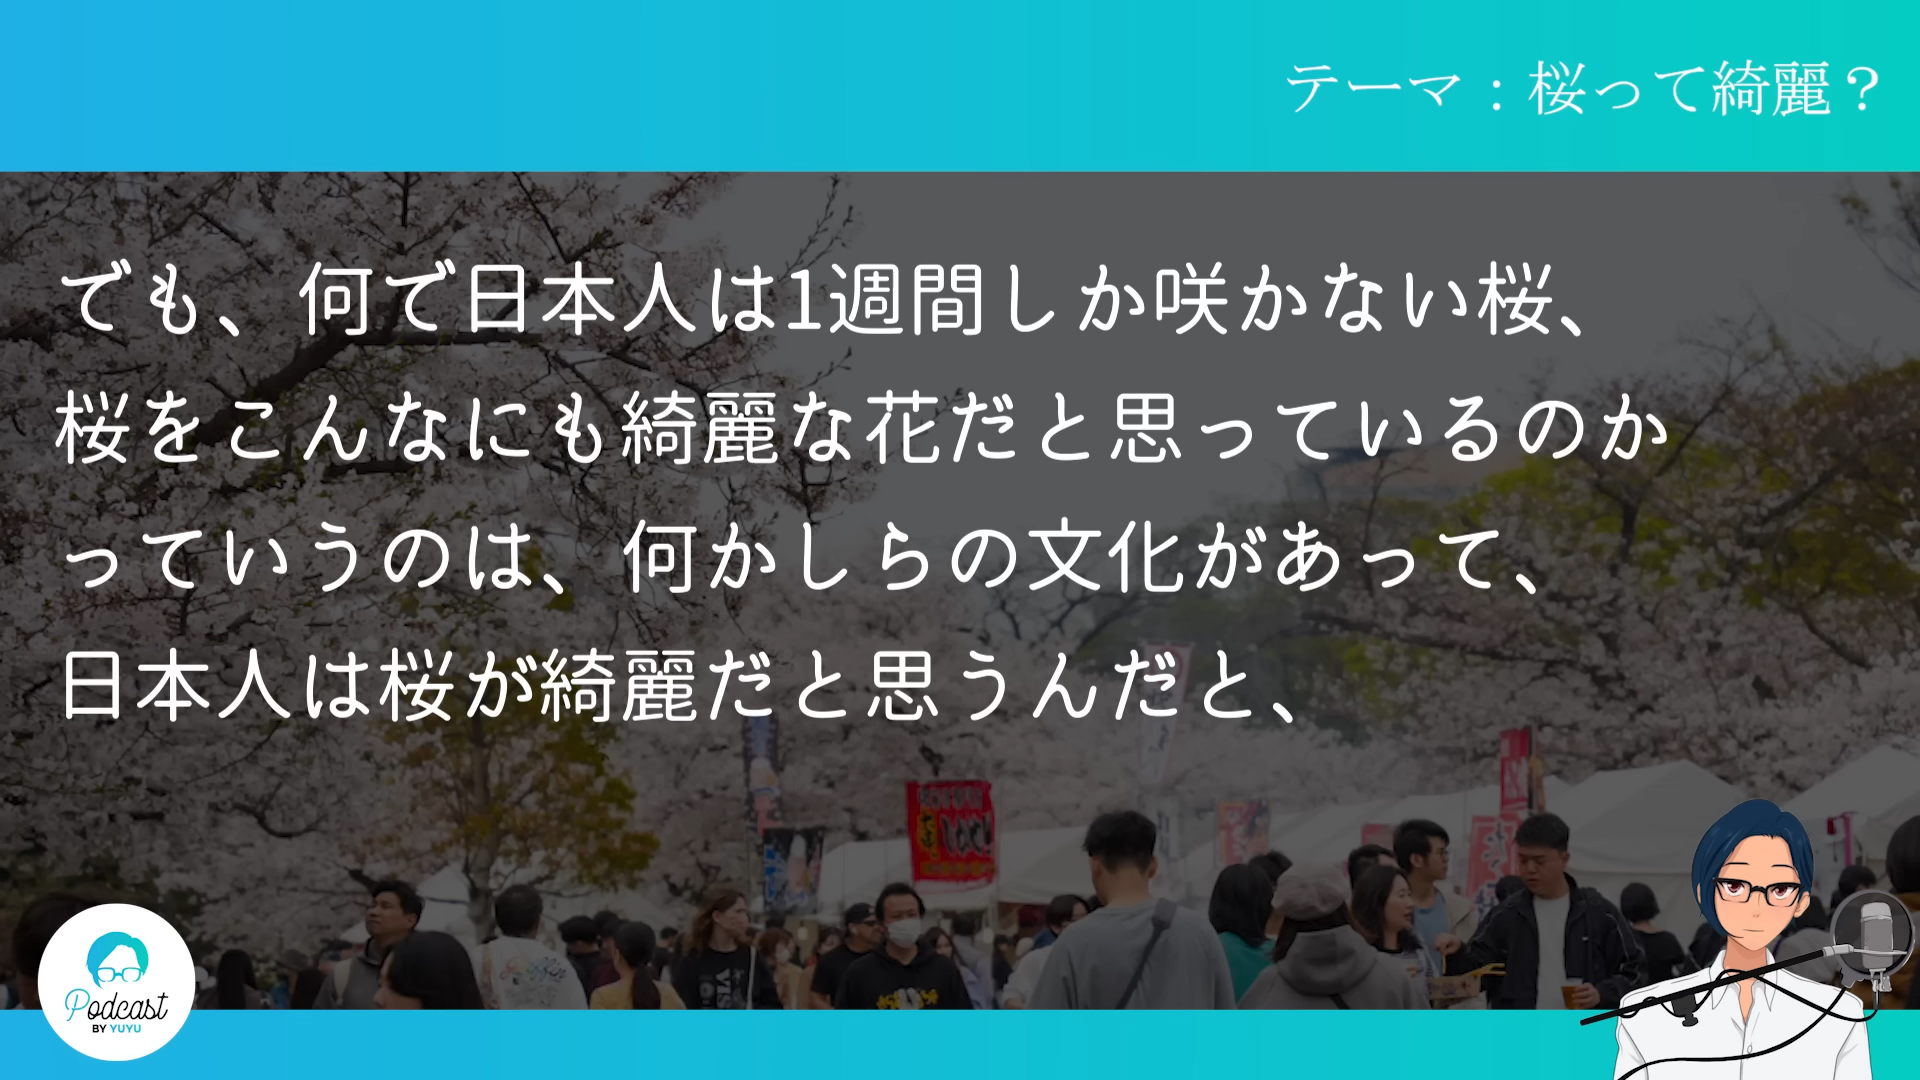 テーマ：桜って綺麗？
でも、何で日本人は1週間しか咲かない桜、
桜をこんなにも綺麗な花だと思っているのか
っていうのは、何かしらの文化があって、
日本人は桜が綺麗だと思うんだと、
Podcast
BY YUYU